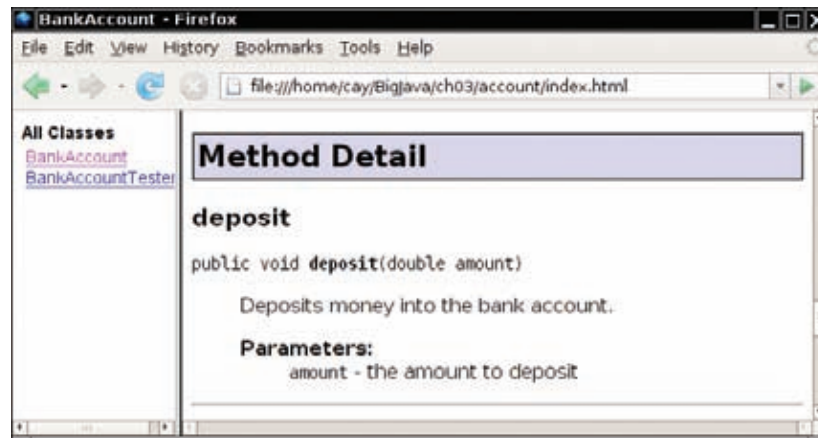 BankAccount - Firefox
File Edit View History Bookmarks Tools Help
file:///home/cay/BigJava/ch03/account/index.html
All Classes
BankAccount
BankAccountTester
Method Detail
deposit
public void deposit(double amount)
Deposits money into the bank account.
Parameters:
amount - the amount to deposit